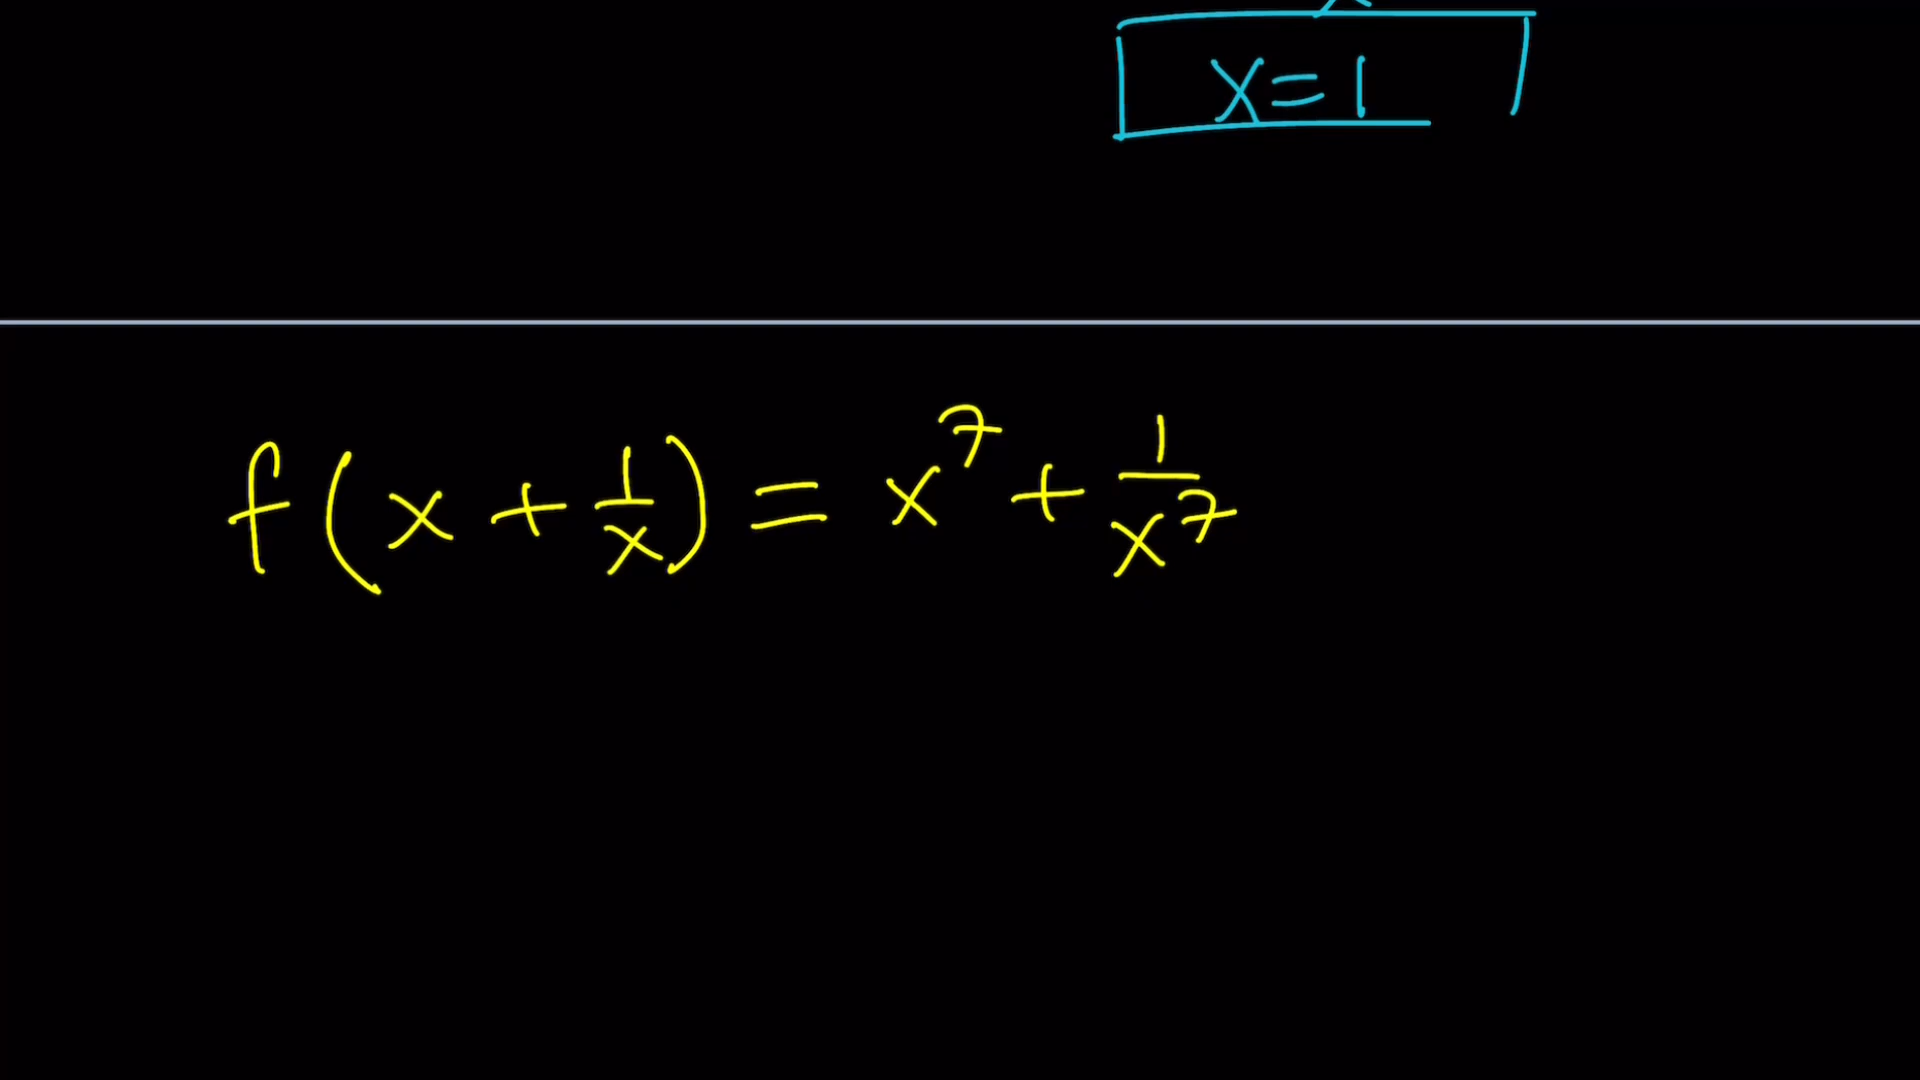 x=1
f(x + 1/x) = x^7 + 1/x^7